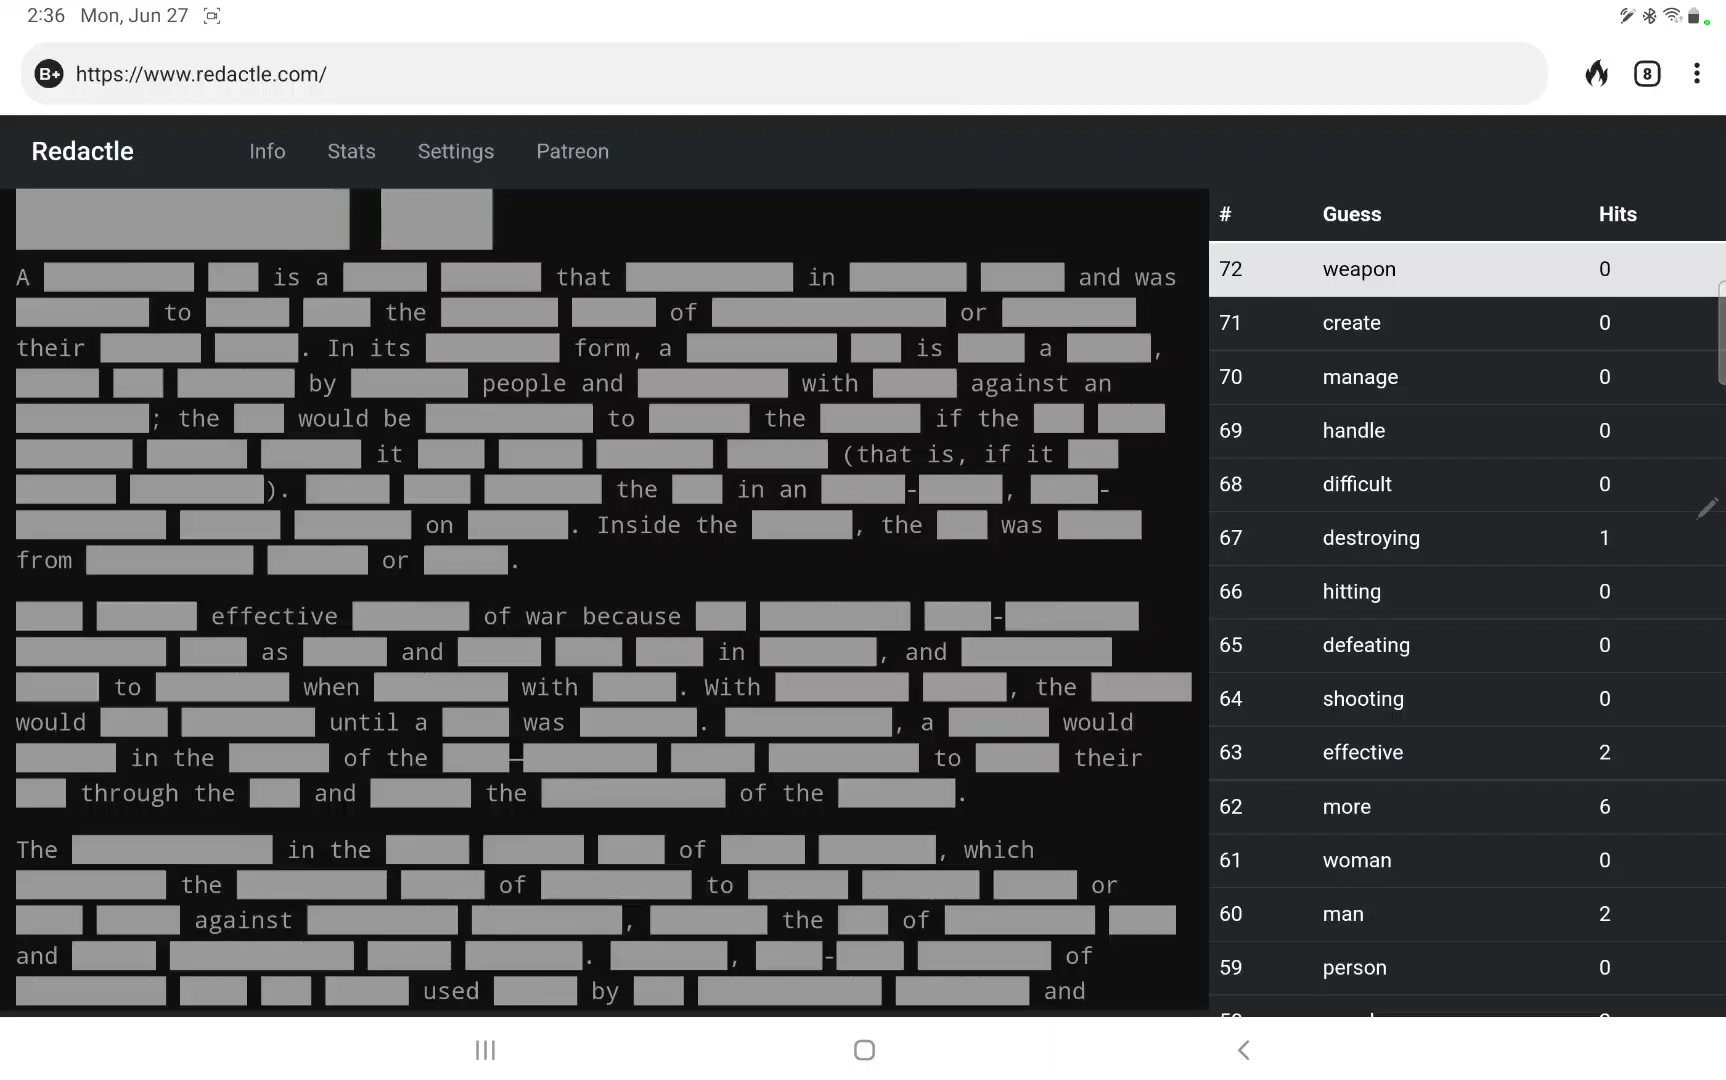 2:36 Mon, Jun 27
B+ https://www.redactle.com/ 8
Redactle Info Stats Settings Patreon
# Guess Hits
A is a that in and was
to the of or
their . In its form, a is a ,
by people and with against an
; the would be to the if the
it (that is, if it
). the in an - , -
on . Inside the , the was
from or .
effective of war because -
as and in , and
to when with . With , the
would until a was . , a would
in the of the – to their
through the and the of the .
The in the of , which
the of to or
against , the of
and . , - of
used by and
72 weapon 0
71 create 0
70 manage 0
69 handle 0
68 difficult 0
67 destroying 1
66 hitting 0
65 defeating 0
64 shooting 0
63 effective 2
62 more 6
61 woman 0
60 man 2
59 person 0